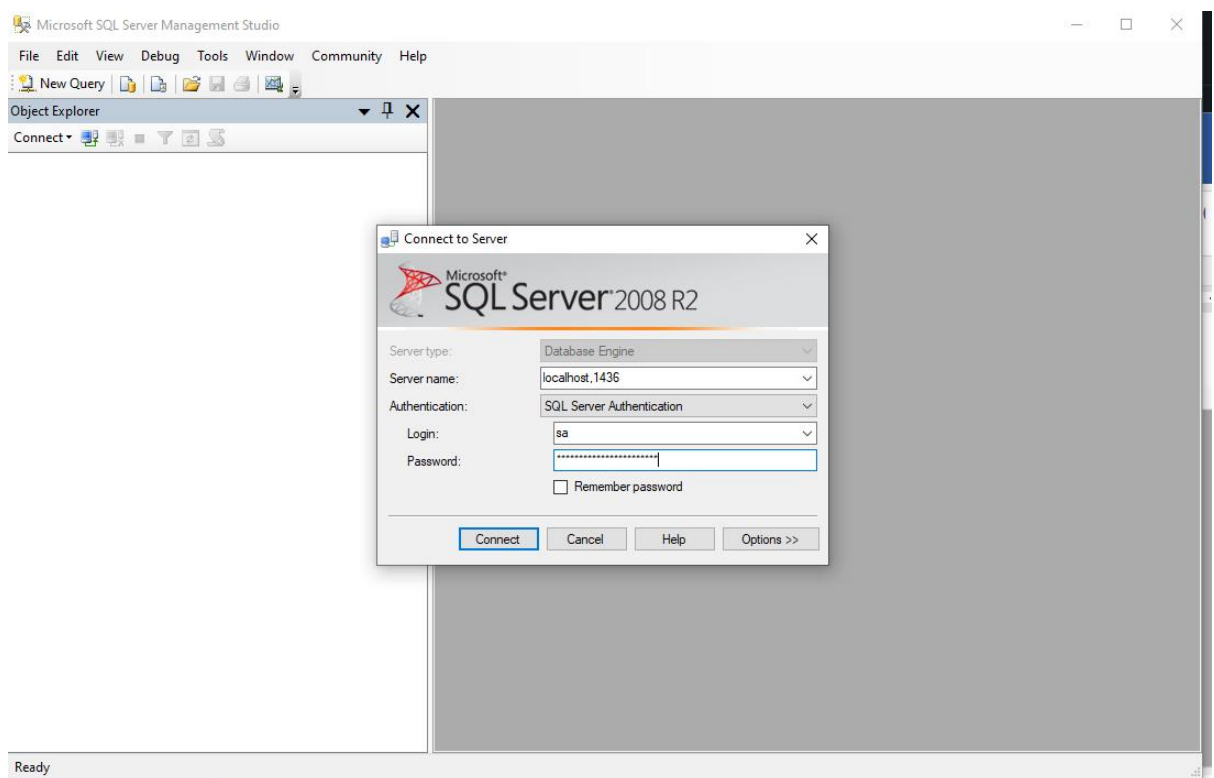 Microsoft SQL Server Management Studio
File Edit View Debug Tools Window Community Help
New Query
Object Explorer
Connect
Connect to Server
Microsoft®
SQL Server® 2008 R2
Server type: Database Engine
Server name: localhost,1436
Authentication: SQL Server Authentication
Login: sa
Password: ************************
Remember password
Connect Cancel Help Options >>
Ready